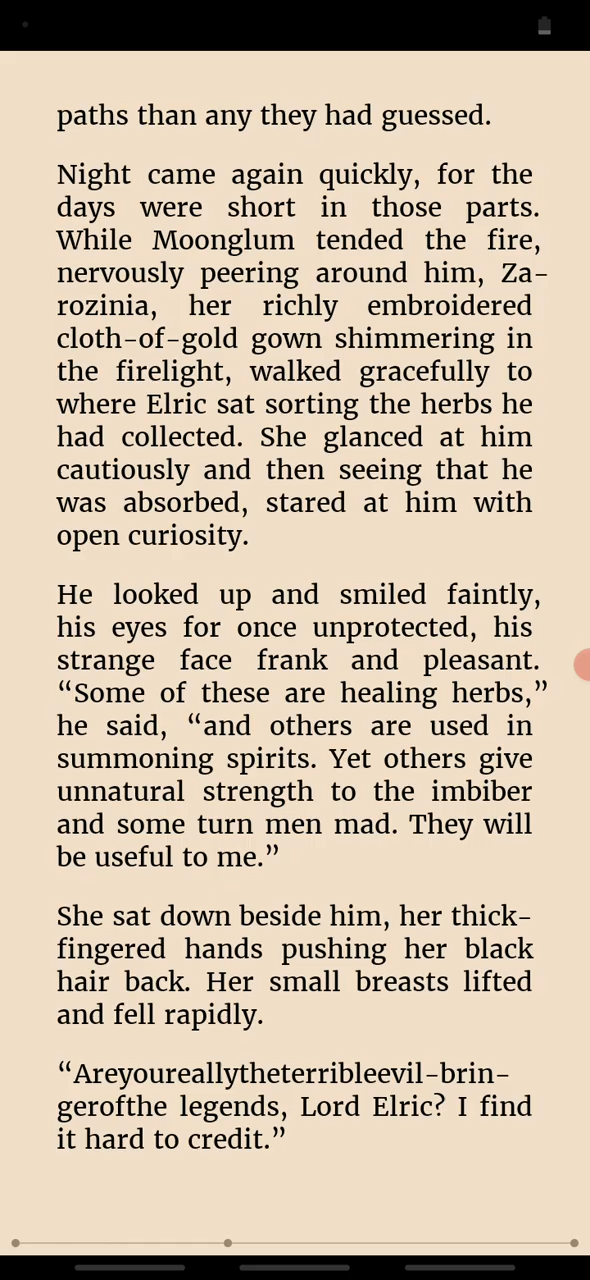 paths than any they had guessed.
Night came again quickly, for the
days were short in those parts.
While Moonglum tended the fire,
nervously peering around him, Za-
rozinia, her richly embroidered
cloth-of-gold gown shimmering in
the firelight, walked gracefully to
where Elric sat sorting the herbs he
had collected. She glanced at him
cautiously and then seeing that he
was absorbed, stared at him with
open curiosity.
He looked up and smiled faintly,
his eyes for once unprotected, his
strange face frank and pleasant.
“Some of these are healing herbs,”
he said, “and others are used in
summoning spirits. Yet others give
unnatural strength to the imbiber
and some turn men mad. They will
be useful to me.”
She sat down beside him, her thick-
fingered hands pushing her black
hair back. Her small breasts lifted
and fell rapidly.
“Areyoureallytheterribleevil-brin-
gerofthe legends, Lord Elric? I find
it hard to credit.”